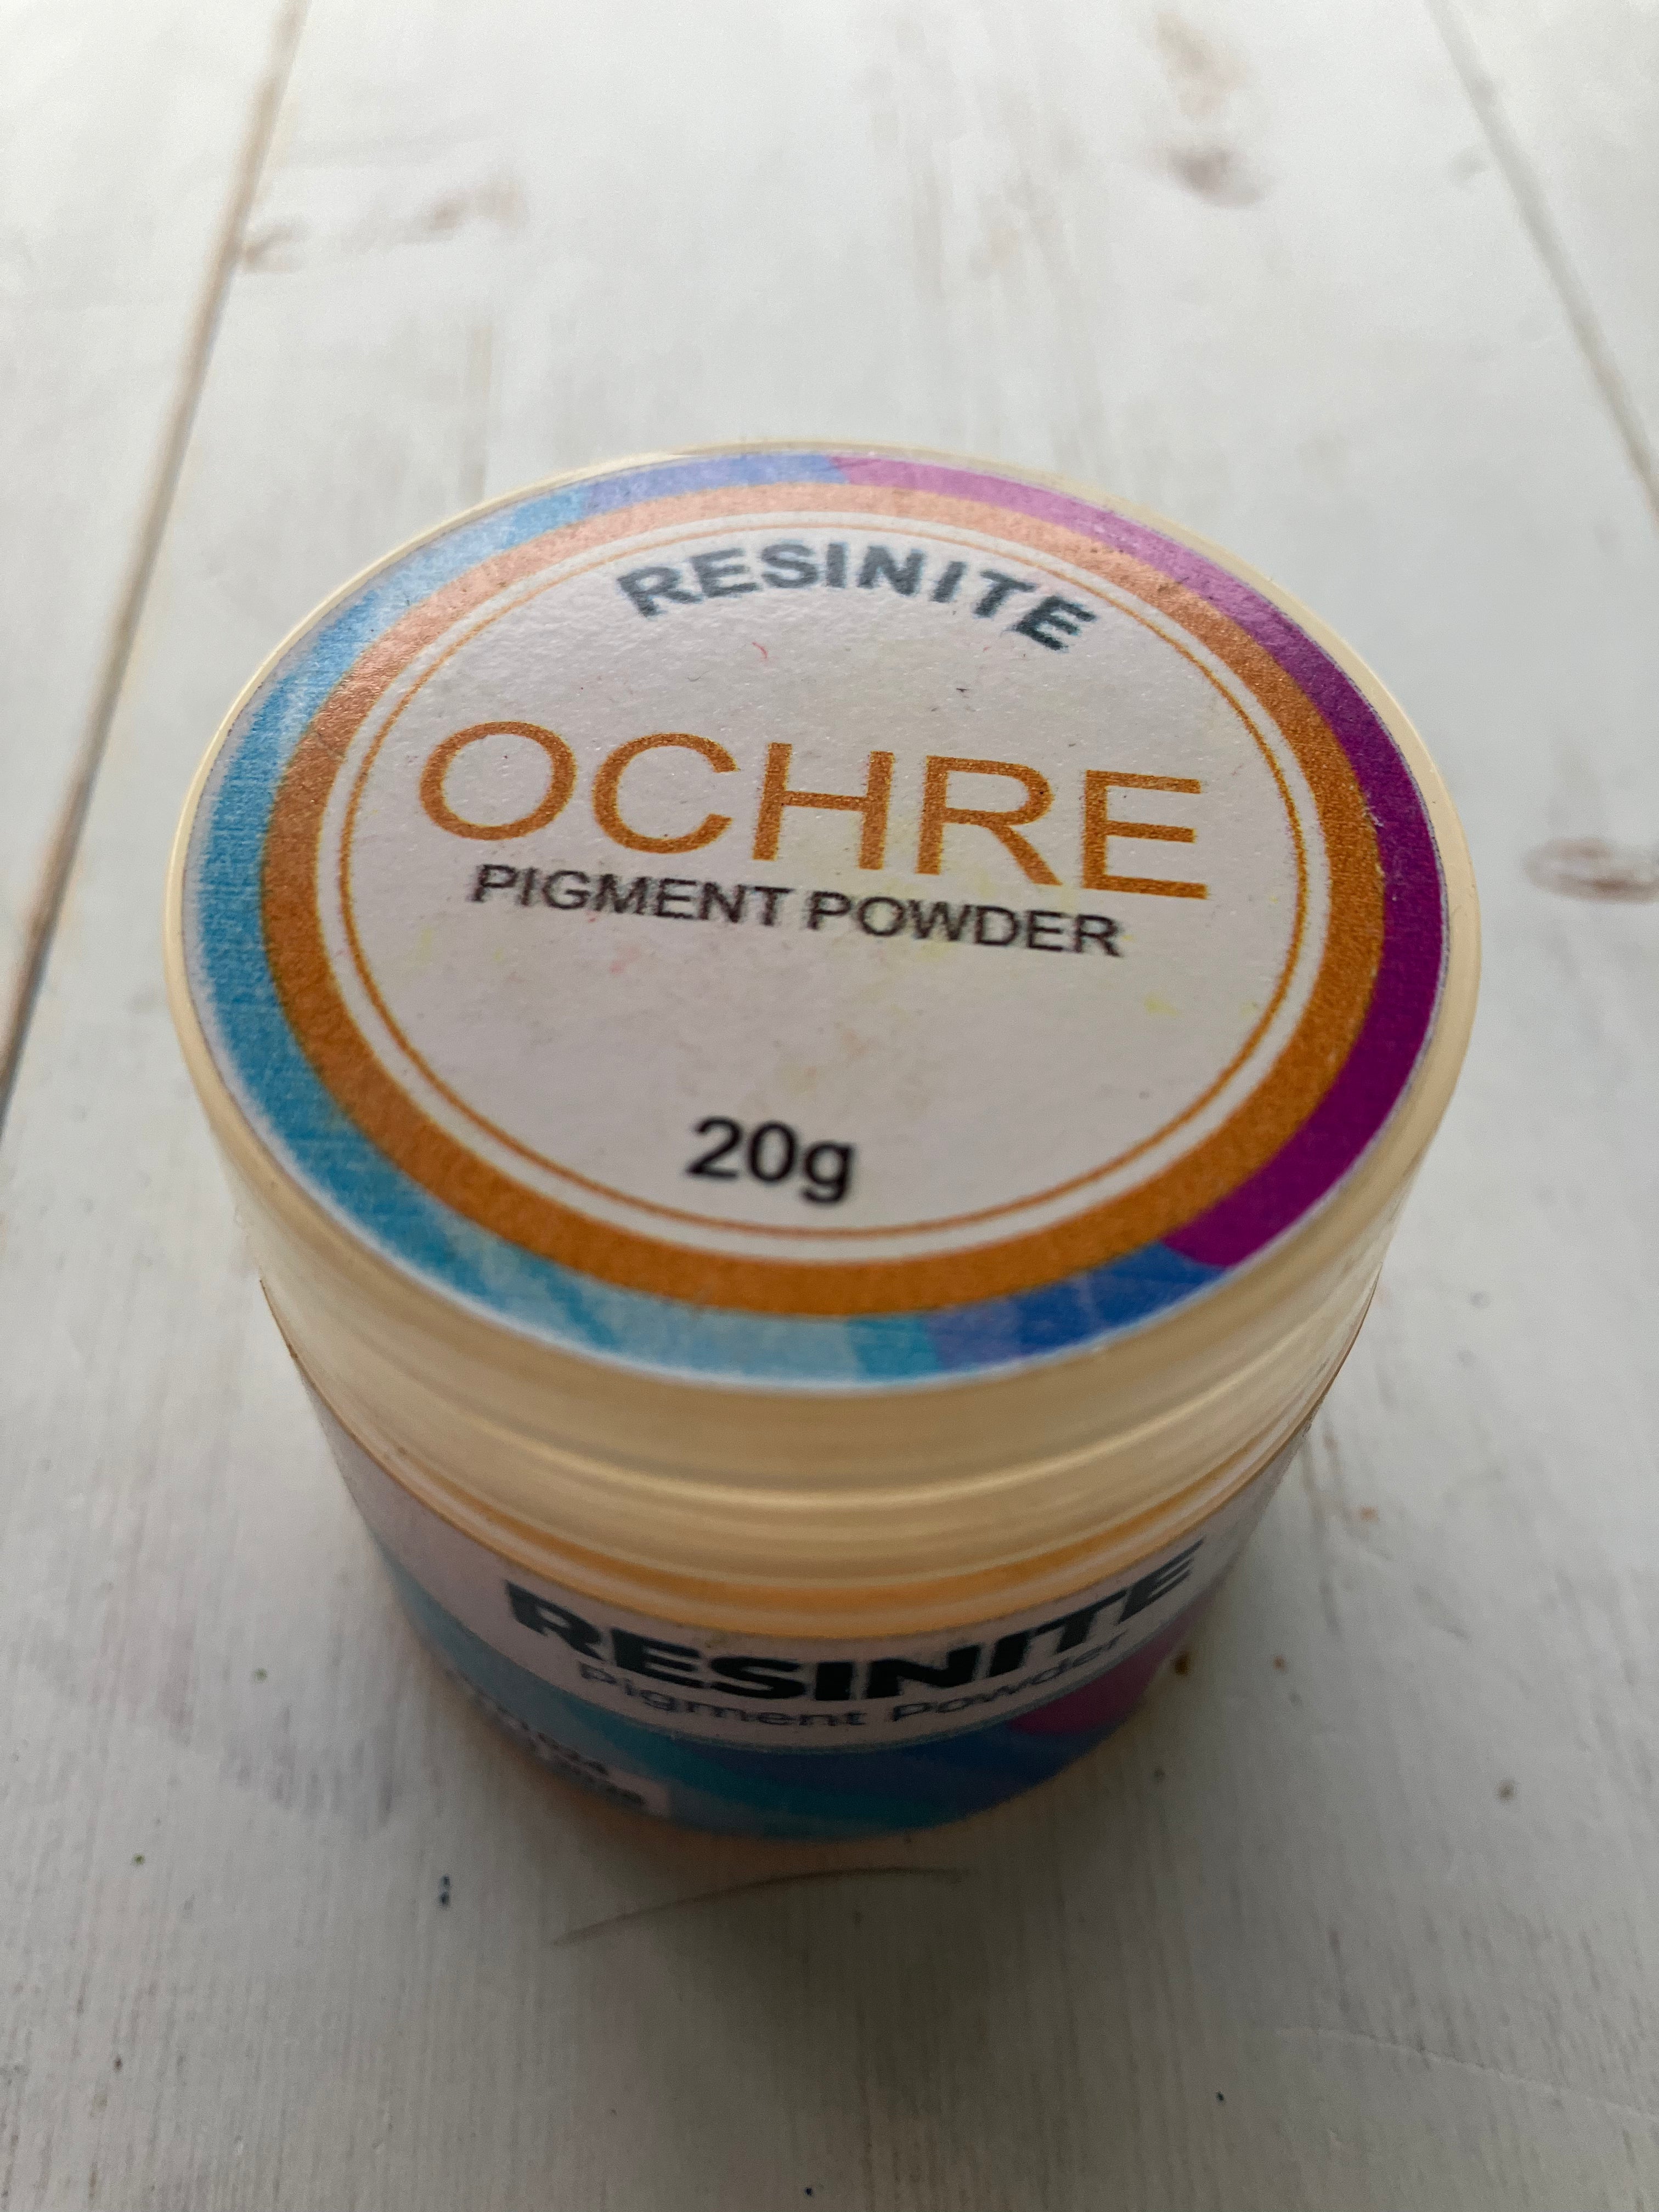 RESINITE
OCHRE
PIGMENT POWDER
20g
RESINITE
Pigment Powder